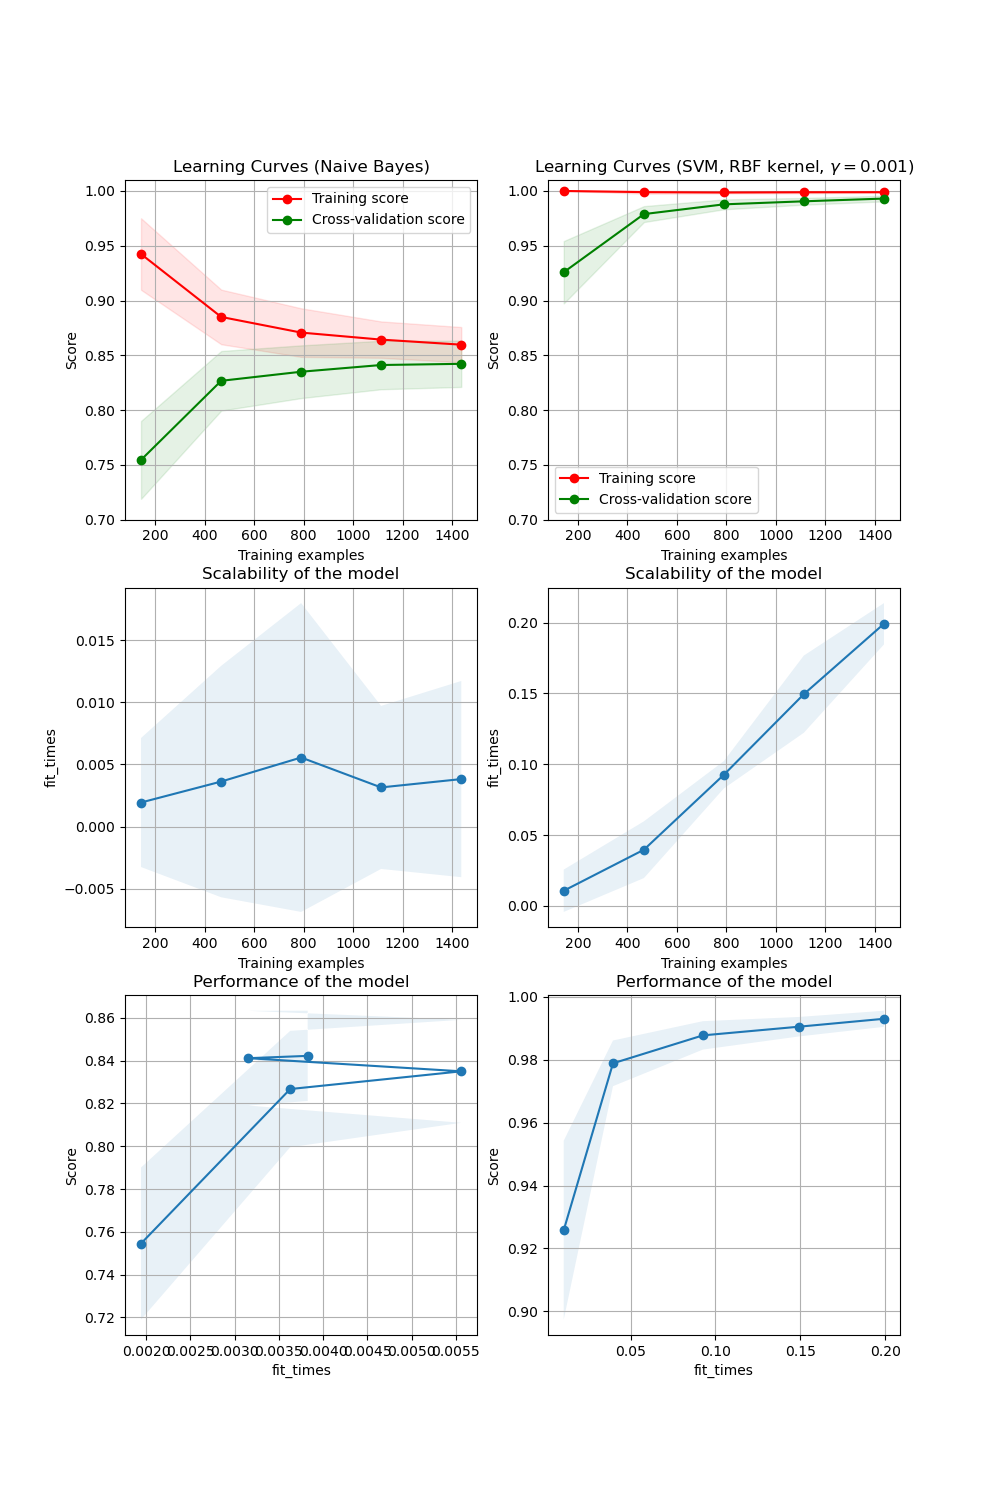 Learning Curves (Naive Bayes)
1.00
0.95
0.90
0.85
0.80
0.75
0.70
Score
Training score
Cross-validation score
200 400 600 800 1000 1200 1400
Training examples
Learning Curves (SVM, RBF kernel, γ = 0.001)
1.00
0.95
0.90
0.85
0.80
0.75
0.70
Score
Training score
Cross-validation score
200 400 600 800 1000 1200 1400
Training examples
Scalability of the model
0.015
0.010
0.005
0.000
−0.005
fit_times
200 400 600 800 1000 1200 1400
Training examples
Scalability of the model
0.20
0.15
0.10
0.05
0.00
fit_times
200 400 600 800 1000 1200 1400
Training examples
Performance of the model
0.86
0.84
0.82
0.80
0.78
0.76
0.74
0.72
Score
0.0020 0.0025 0.0030 0.0035 0.0040 0.0045 0.0050 0.0055
fit_times
Performance of the model
1.00
0.98
0.96
0.94
0.92
0.90
Score
0.05 0.10 0.15 0.20
fit_times